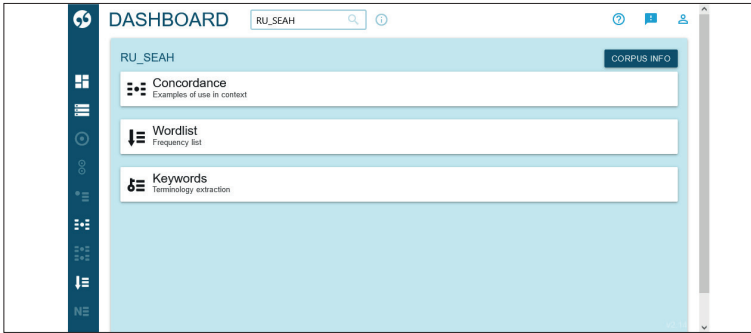 DASHBOARD
RU_SEAH
RU_SEAH
CORPUS INFO
Concordance
Examples of use in context
Wordlist
Frequency list
Keywords
Terminology extraction
N